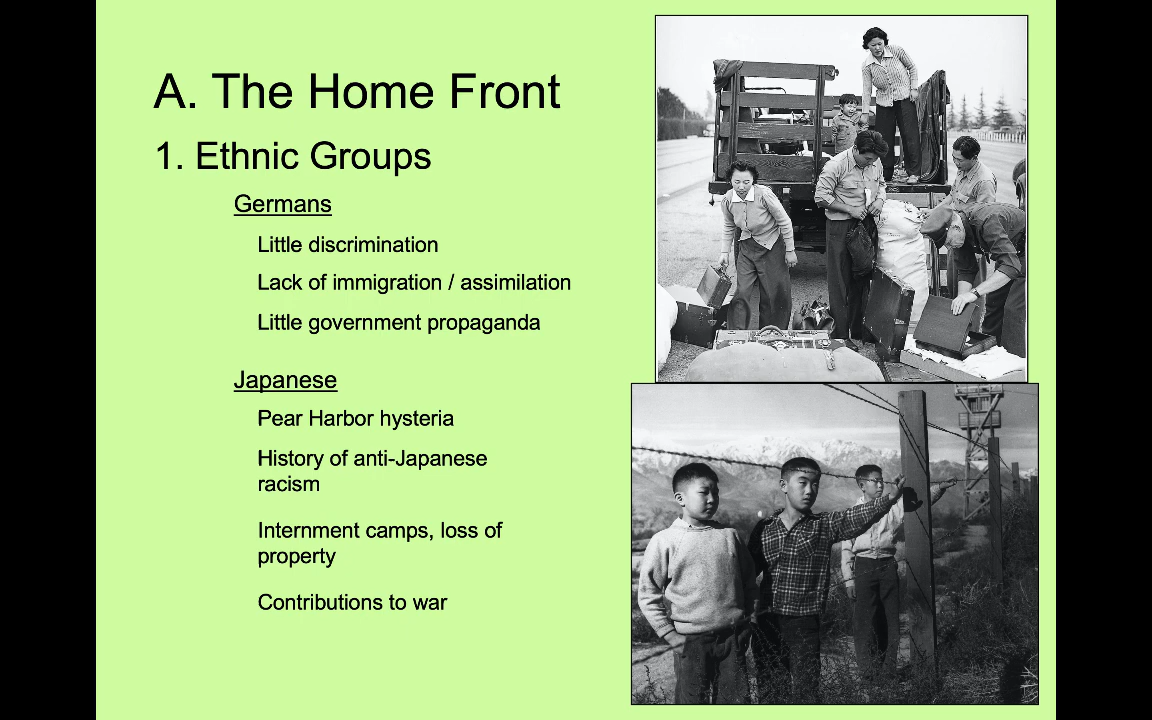 A. The Home Front
1. Ethnic Groups
Germans
Little discrimination
Lack of immigration / assimilation
Little government propaganda
Japanese
Pear Harbor hysteria
History of anti-Japanese
racism
Internment camps, loss of
property
Contributions to war